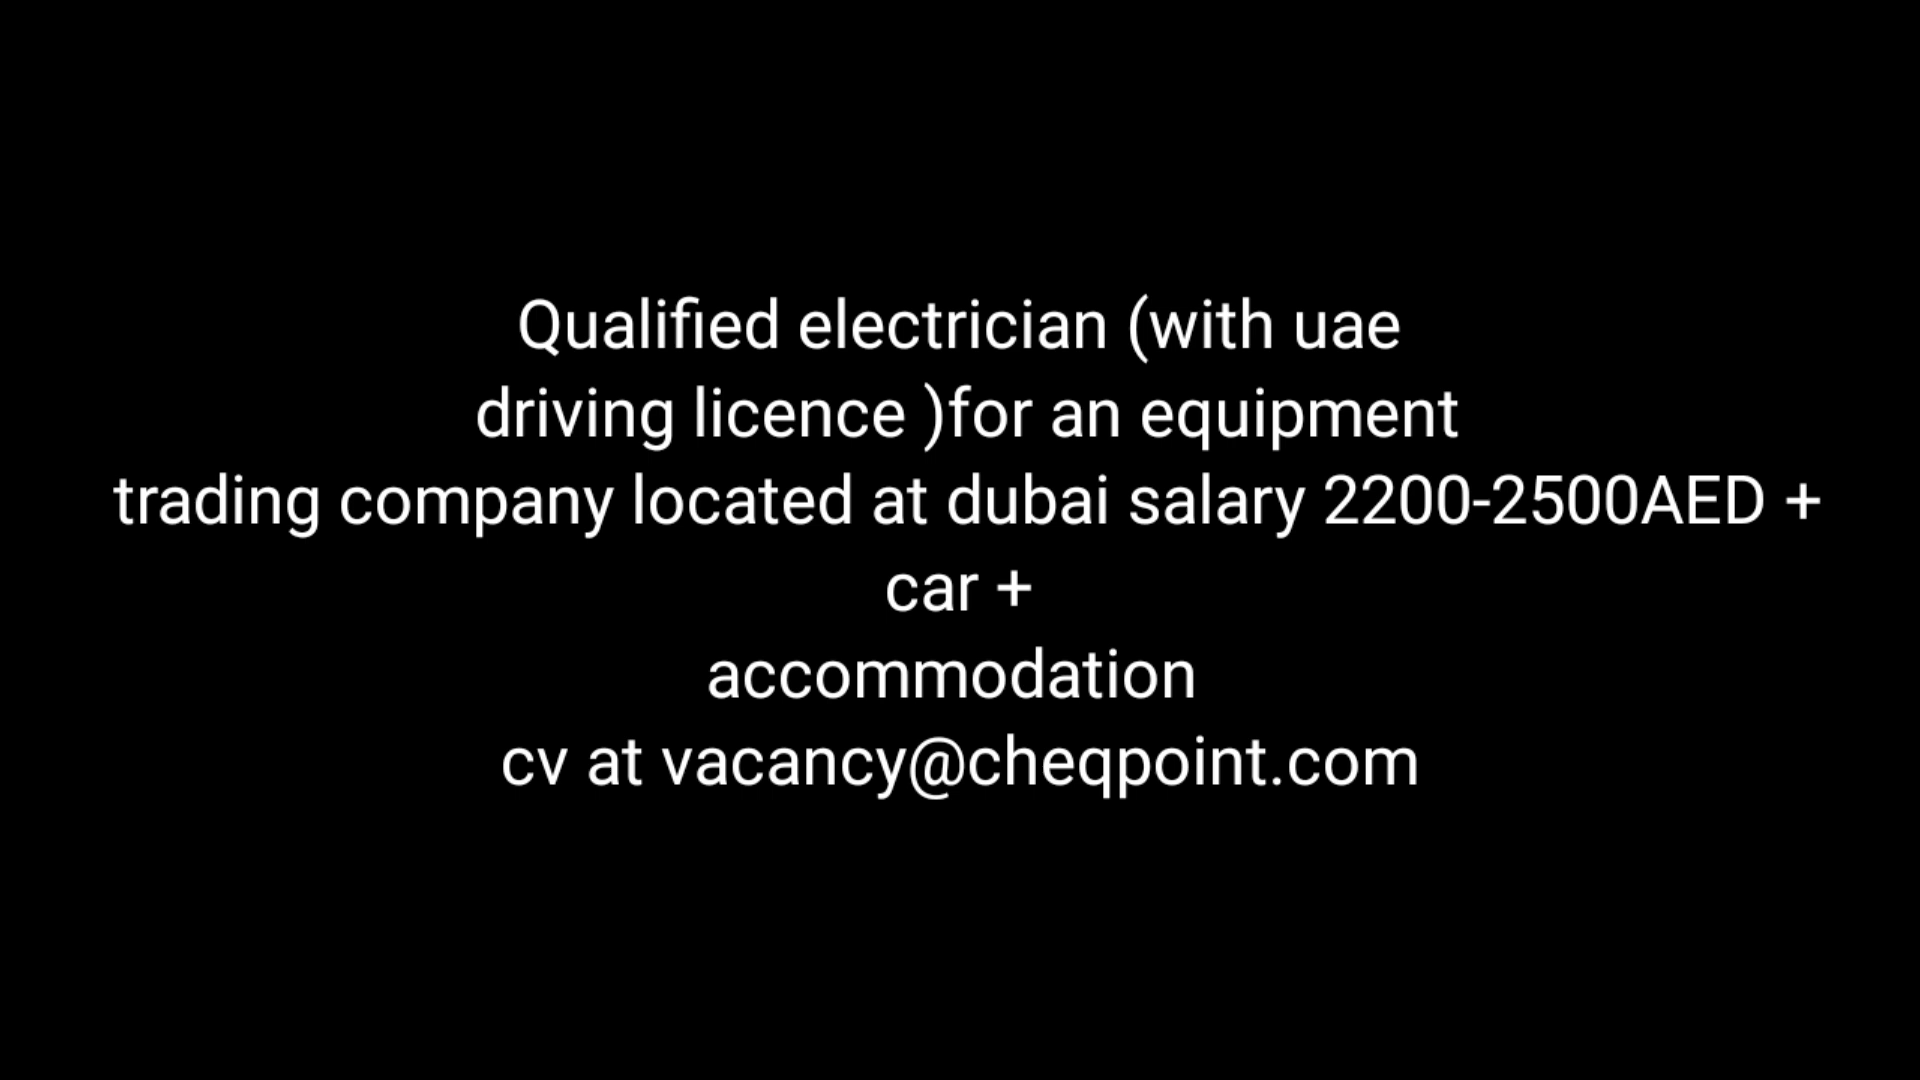 Qualified electrician (with uae
driving licence )for an equipment
trading company located at dubai salary 2200-2500AED +
car +
accommodation
cv at vacancy@cheqpoint.com